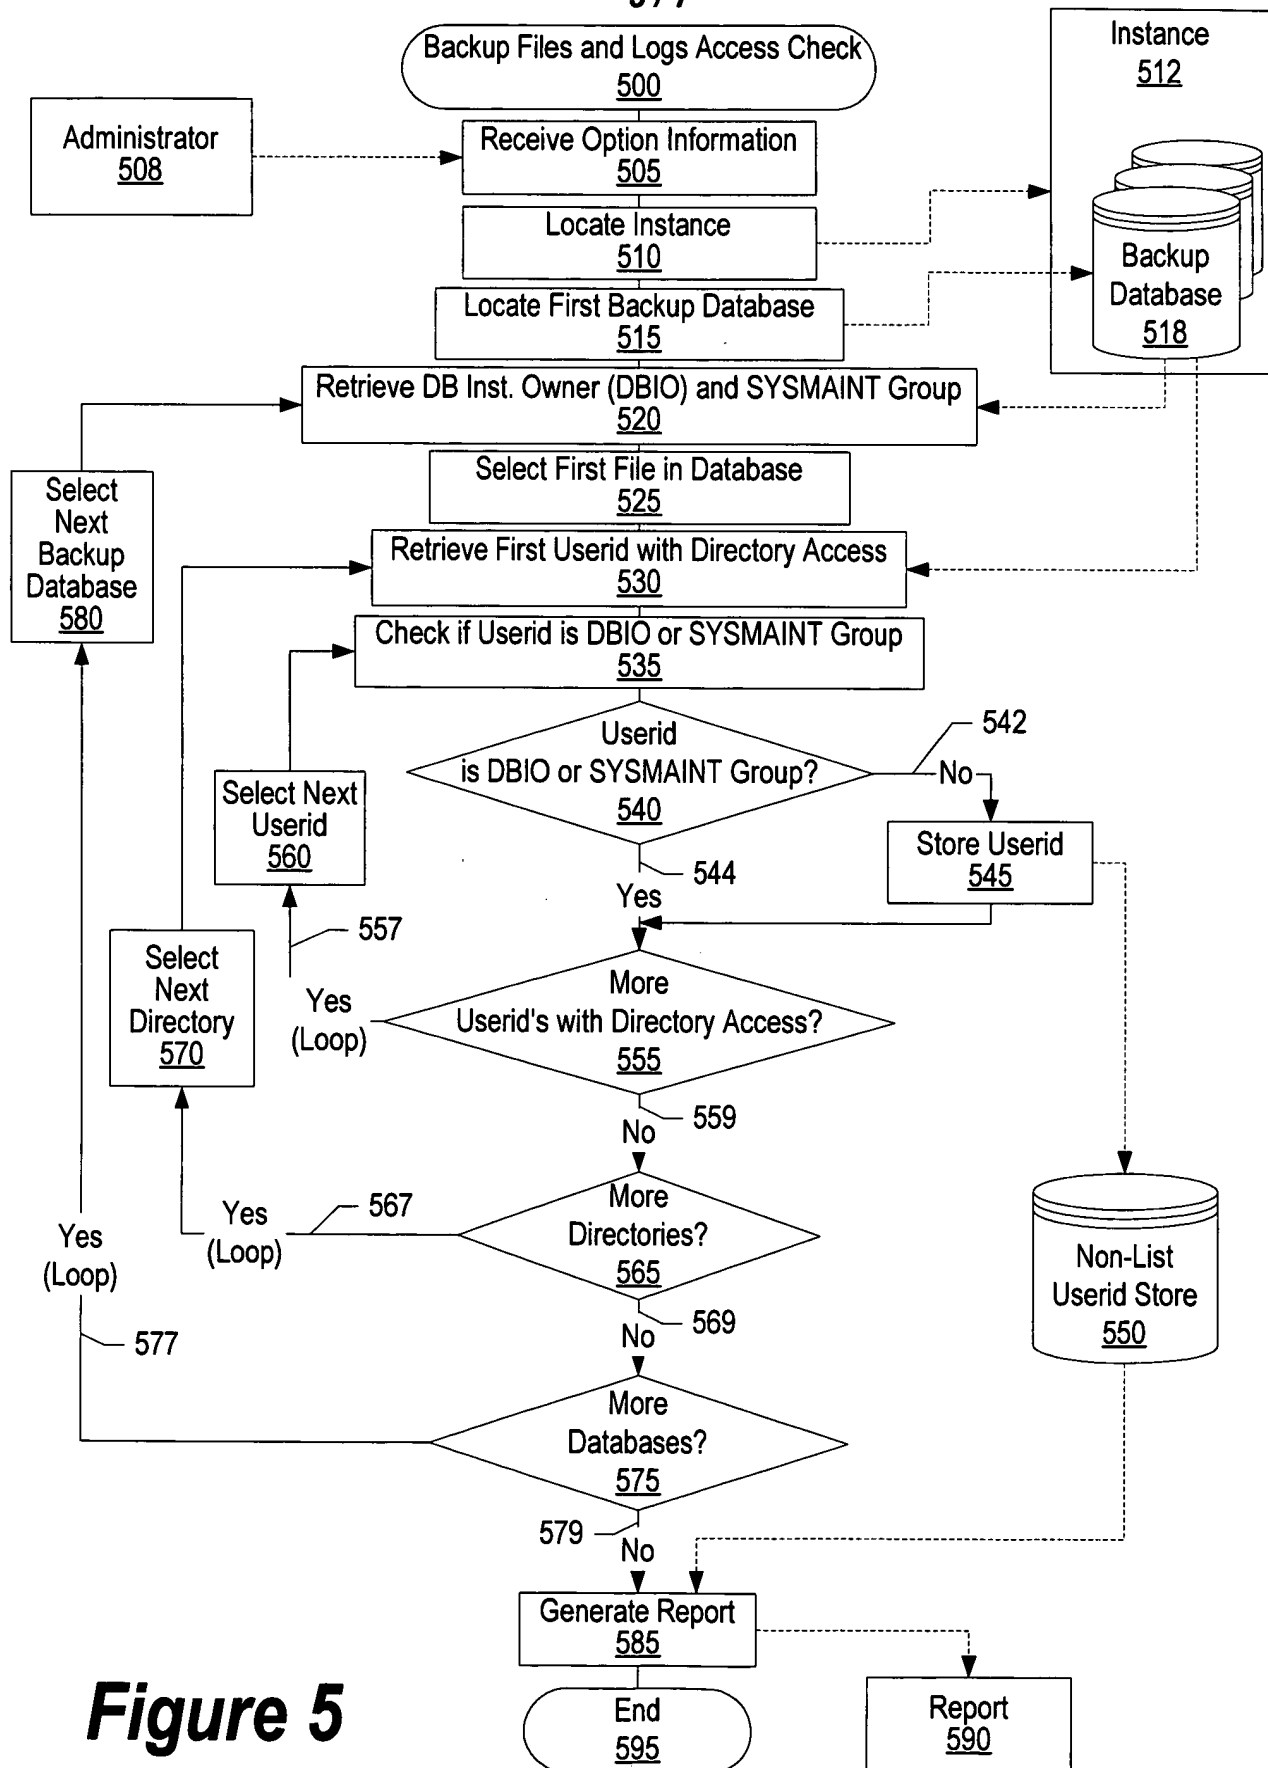 Backup Files and Logs Access Check
500
Instance
512
Administrator
508
Receive Option Information
505
Locate Instance
510
Locate First Backup Database
515
Backup
Database
518
Retrieve DB Inst. Owner (DBIO) and SYSMAINT Group
520
Select First File in Database
525
Select
Next
Backup
Database
580
Retrieve First Userid with Directory Access
530
Check if Userid is DBIO or SYSMAINT Group
535
Userid
is DBIO or SYSMAINT Group?
540
542
No
Select Next
Userid
560
Store Userid
545
544
Yes
557
Select
Next
Directory
570
Yes
(Loop)
More
Userid's with Directory Access?
555
559
No
567
Yes
(Loop)
More
Directories?
565
Yes
(Loop)
Non-List
Userid Store
550
569
No
577
More
Databases?
575
579
No
Generate Report
585
Figure 5
End
595
Report
590